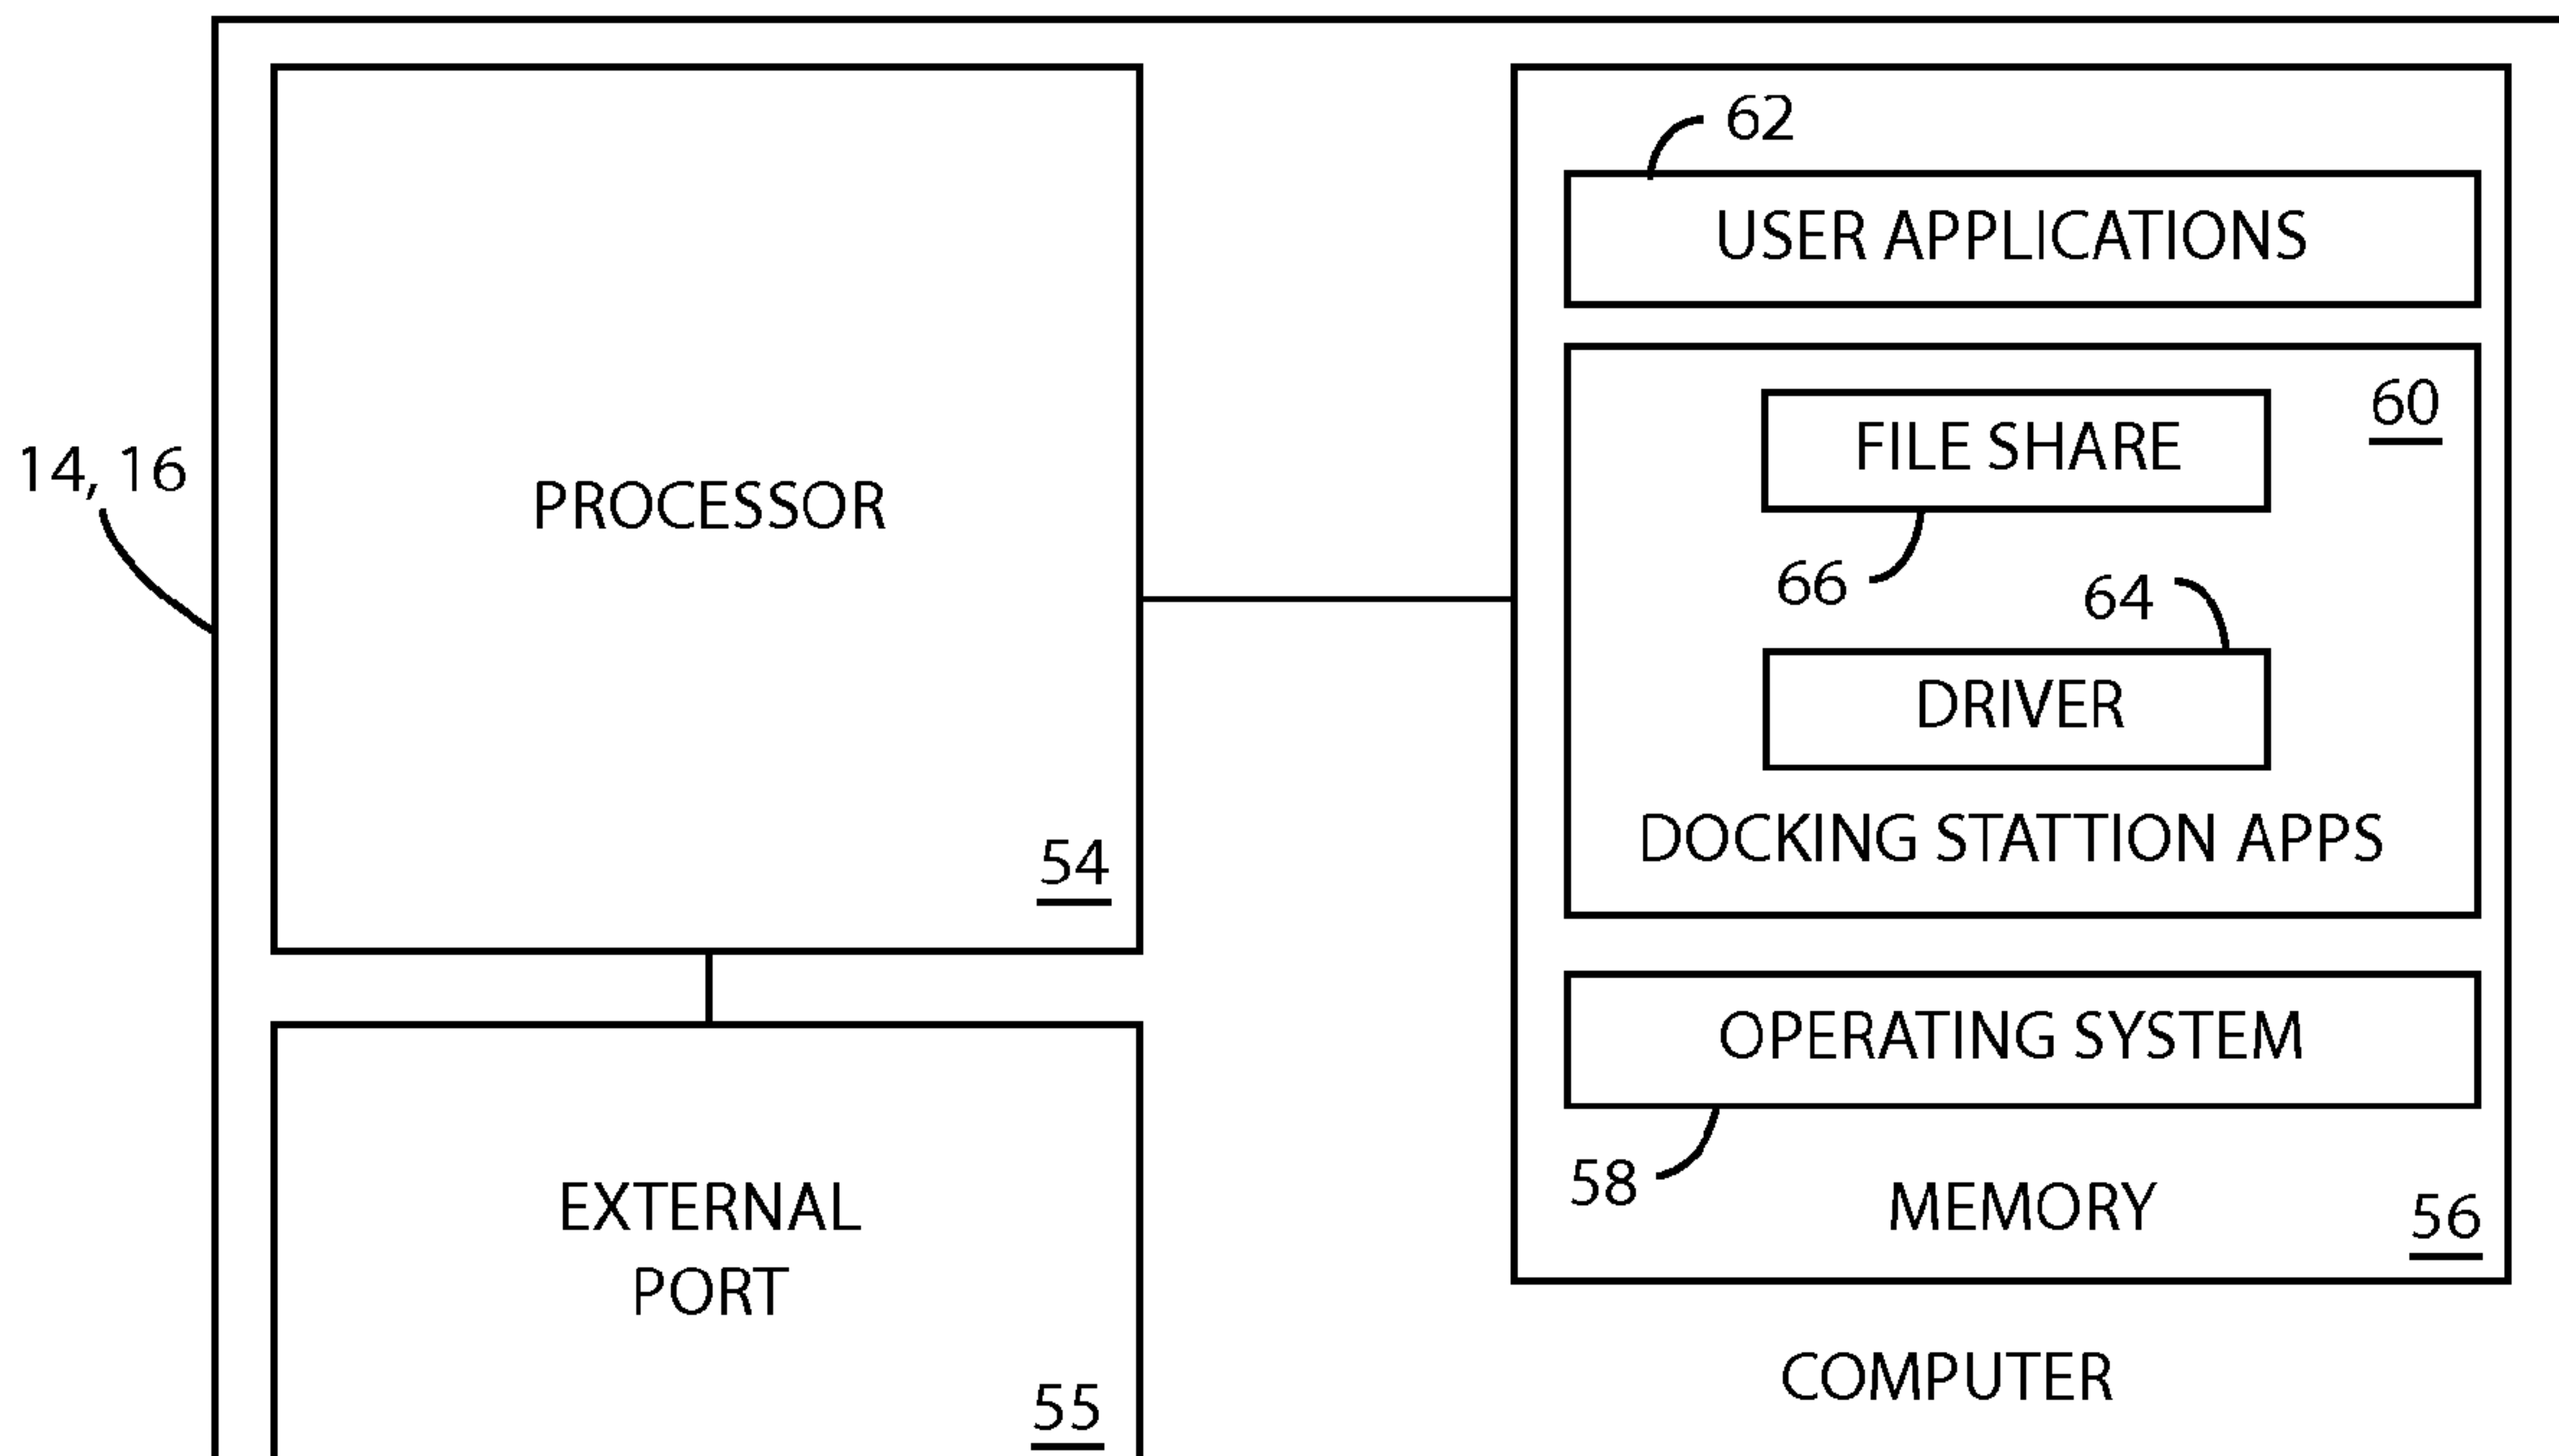 14, 16
PROCESSOR
54
EXTERNAL
PORT
55
62
USER APPLICATIONS
60
FILE SHARE
66
64
DRIVER
DOCKING STATTION APPS
OPERATING SYSTEM
58
MEMORY
56
COMPUTER